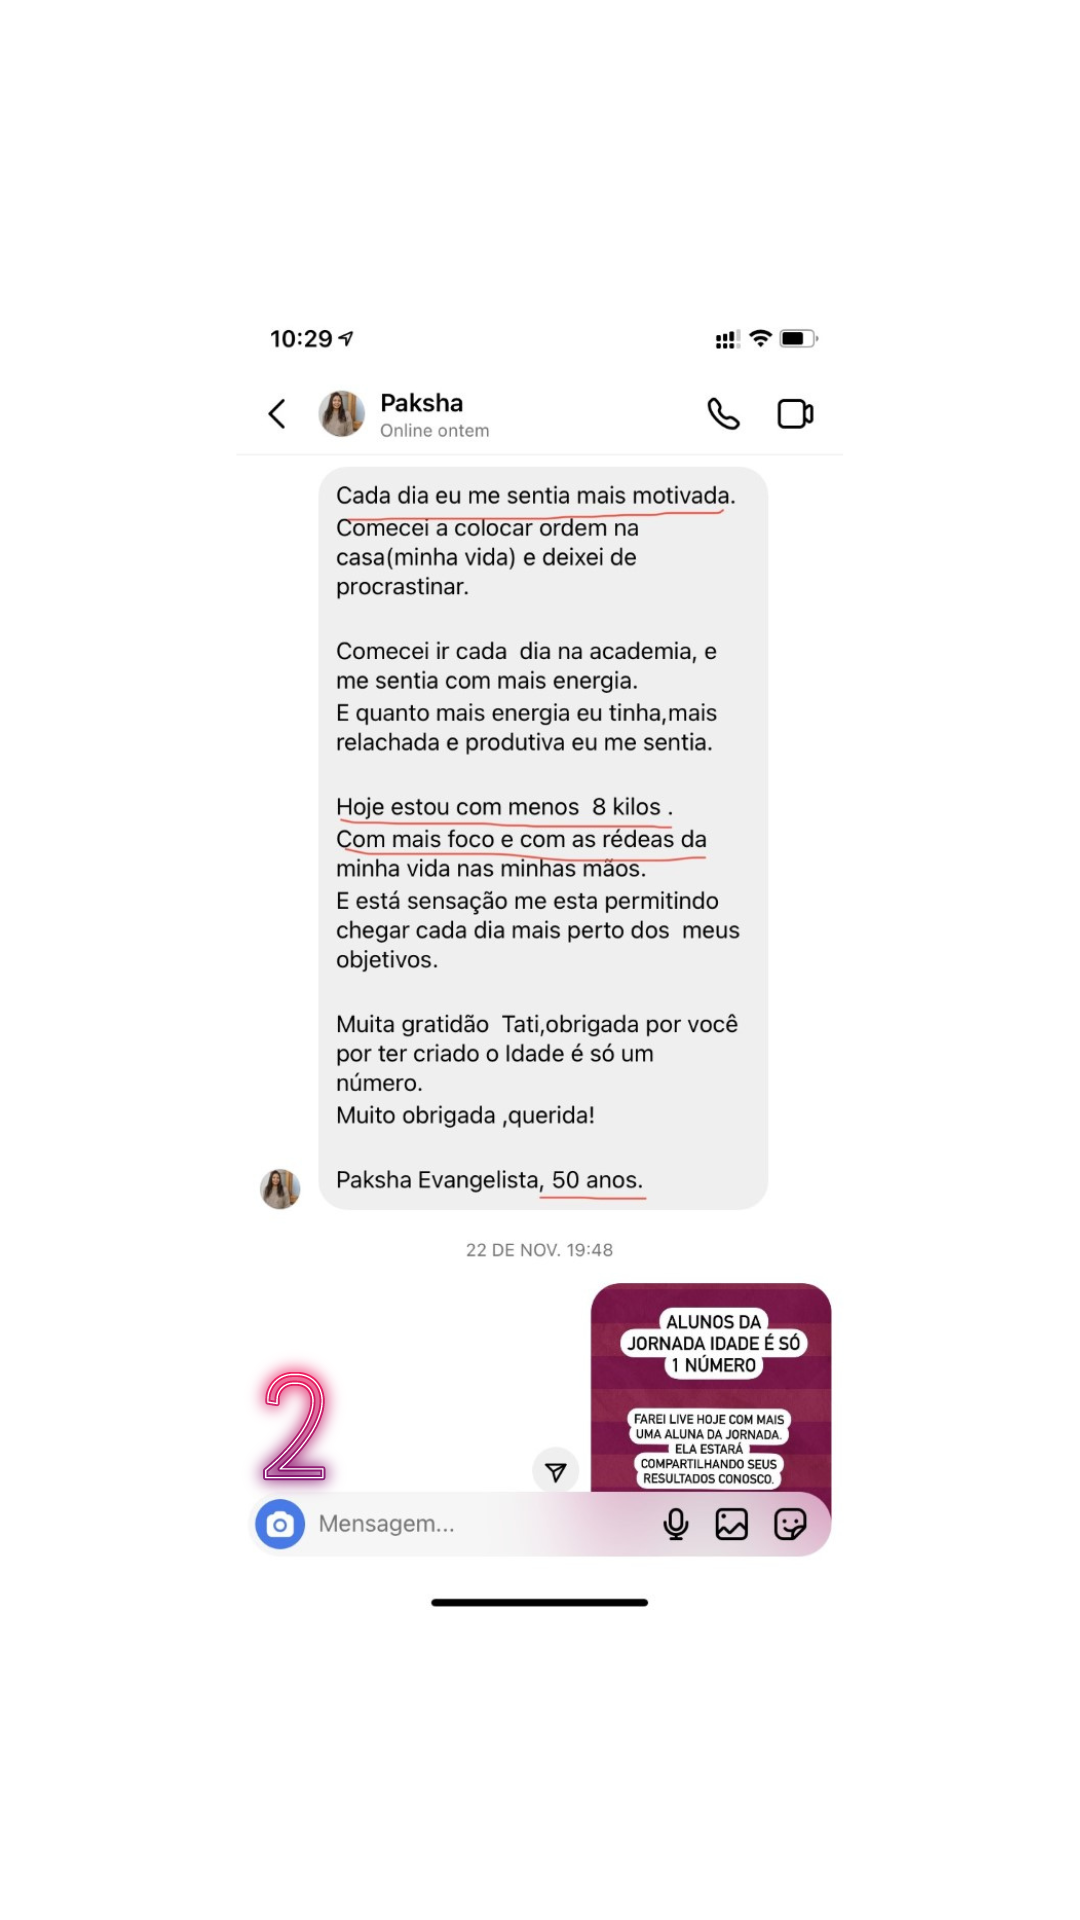 10:29
Paksha
Online ontem
Cada dia eu me sentia mais motivada.
Comecei a colocar ordem na
casa(minha vida) e deixei de
procrastinar.
Comecei ir cada  dia na academia, e
me sentia com mais energia.
E quanto mais energia eu tinha,mais
relachada e produtiva eu me sentia.
Hoje estou com menos  8 kilos .
Com mais foco e com as rédeas da
minha vida nas minhas mãos.
E está sensação me esta permitindo
chegar cada dia mais perto dos  meus
objetivos.
Muita gratidão  Tati,obrigada por você
por ter criado o Idade é só um
número.
Muito obrigada ,querida!
Paksha Evangelista, 50 anos.
22 DE NOV. 19:48
ALUNOS DA
JORNADA IDADE É SÓ
1 NÚMERO
FAREI LIVE HOJE COM MAIS
UMA ALUNA DA JORNADA.
ELA ESTARÁ
COMPARTILHANDO SEUS
RESULTADOS CONOSCO.
2
Mensagem...